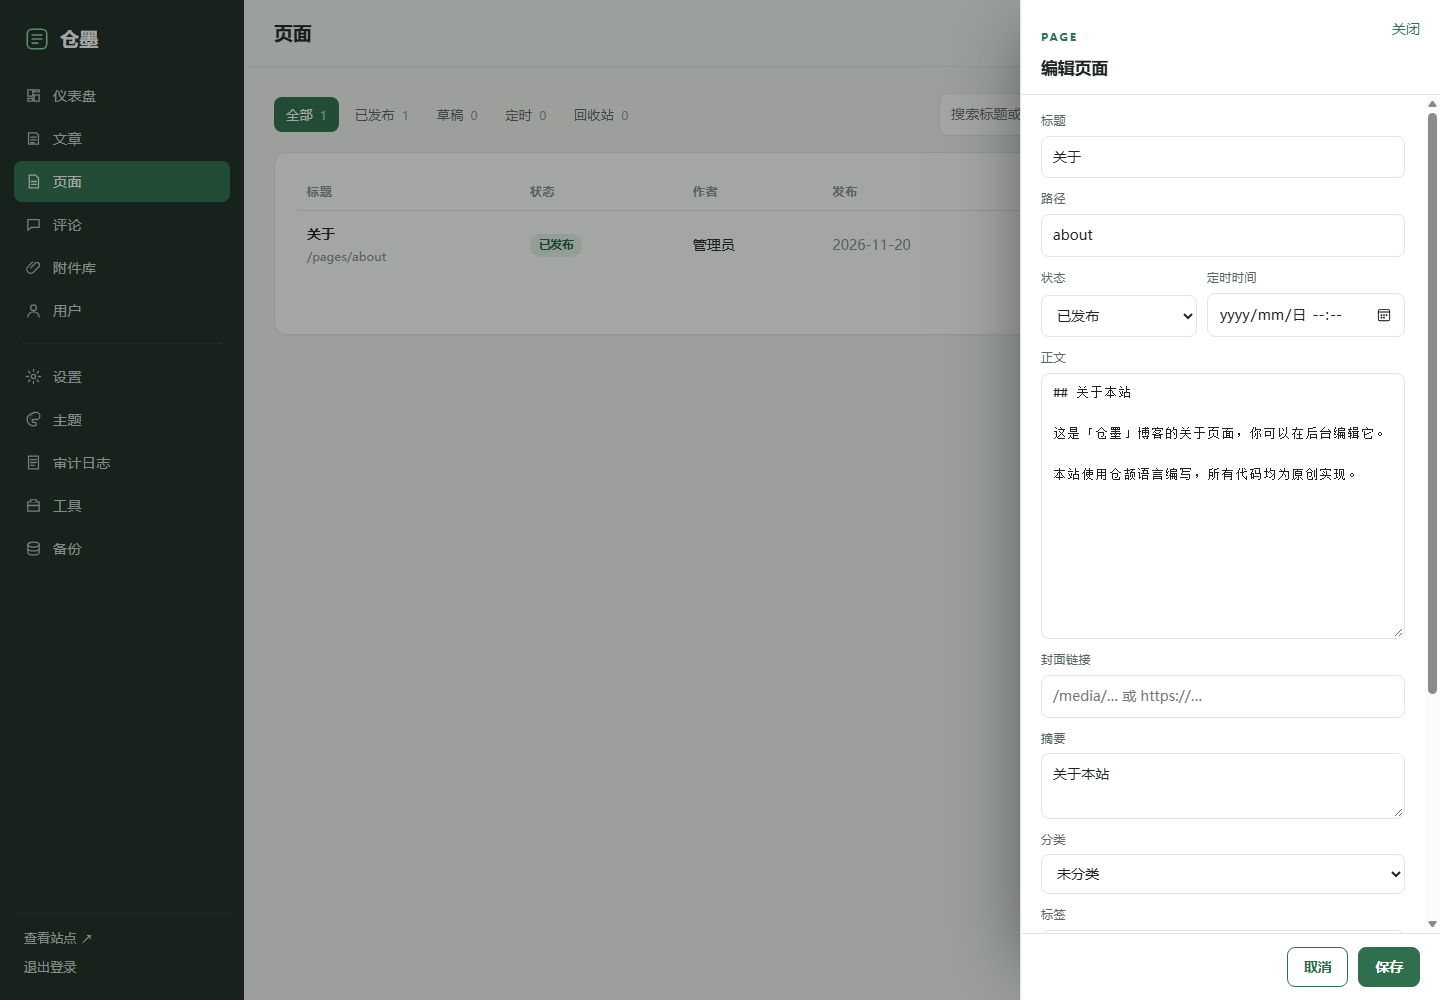 仓墨
仪表盘
文章
页面
评论
附件库
用户
设置
主题
审计日志
工具
备份
查看站点 ↗
退出登录
页面
全部 1
已发布 1
草稿 0
定时 0
回收站 0
搜索标题或
标题 状态 作者 发布
关于 已发布 管理员 2026-11-20
/pages/about
PAGE
关闭
编辑页面
标题
关于
路径
about
状态 定时时间
已发布 yyyy/mm/日 --:--
正文
## 关于本站
这是「仓墨」博客的关于页面，你可以在后台编辑它。
本站使用仓颉语言编写，所有代码均为原创实现。
封面链接
/media/... 或 https://...
摘要
关于本站
分类
未分类
标签
取消 保存